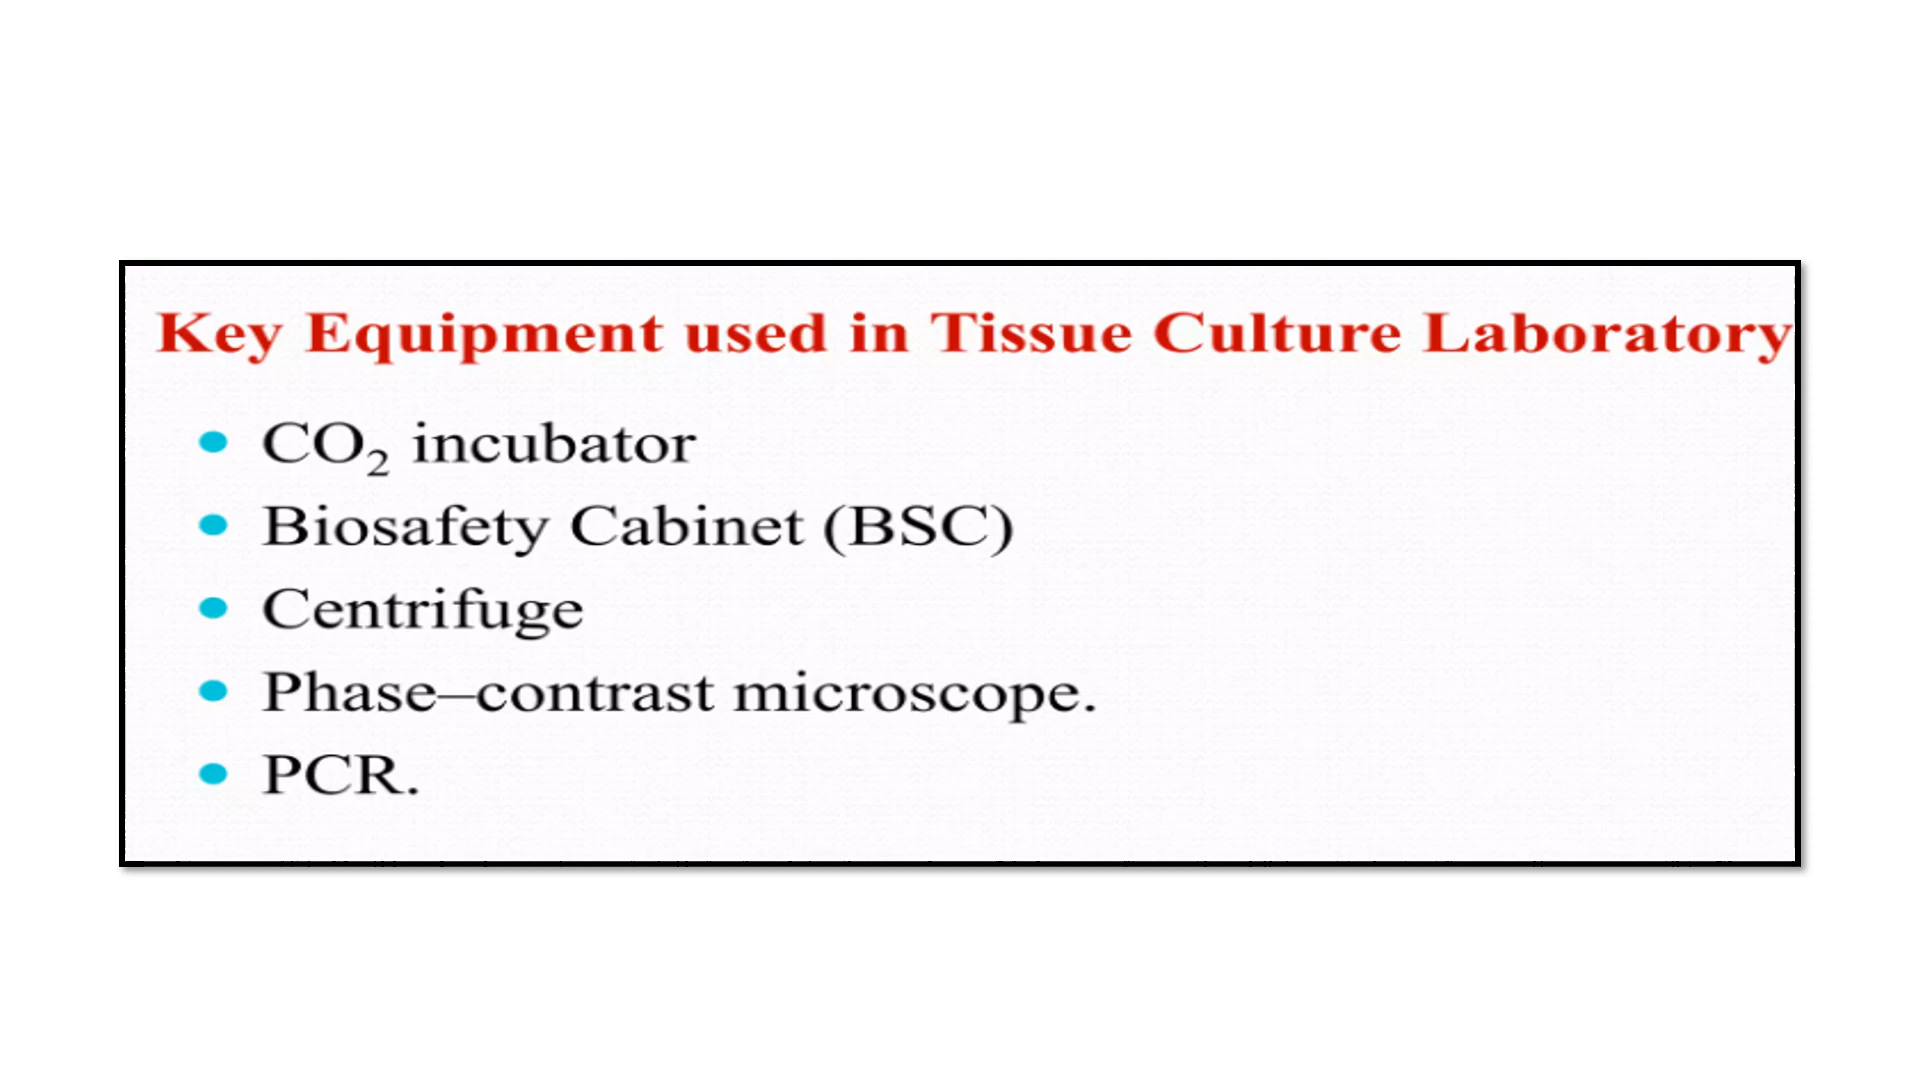 Key Equipment used in Tissue Culture Laboratory
• CO₂ incubator
• Biosafety Cabinet (BSC)
• Centrifuge
• Phase–contrast microscope.
• PCR.